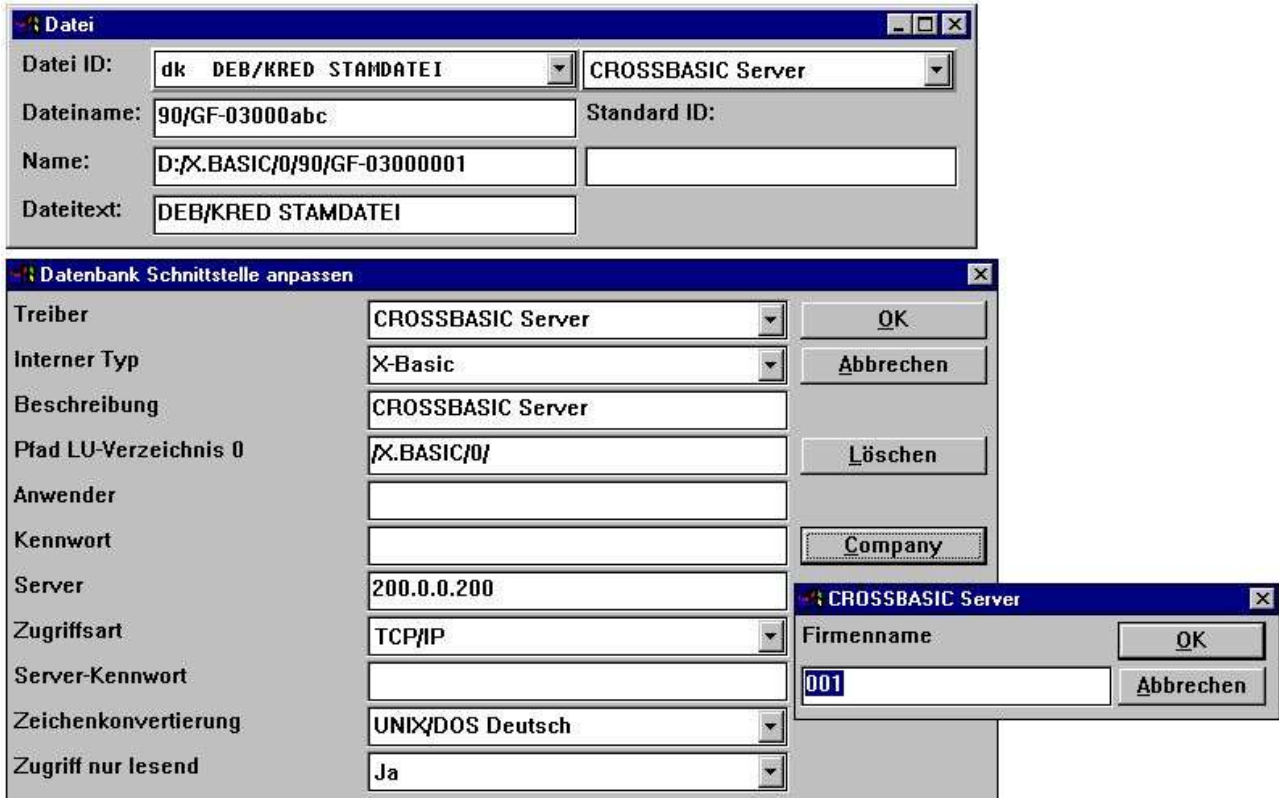 Datei
Datei ID: dk DEB/KRED STAMDATEI CROSSBASIC Server
Dateiname: 90/GF-03000abc Standard ID:
Name: D:/X.BASIC/0/90/GF-03000001
Dateitext: DEB/KRED STAMDATEI
Datenbank Schnittstelle anpassen
Treiber CROSSBASIC Server OK
Interner Typ X-Basic Abbrechen
Beschreibung CROSSBASIC Server
Pfad LU-Verzeichnis 0 /X.BASIC/0/ Löschen
Anwender
Kennwort Company
Server 200.0.0.200
Zugriffsart TCP/IP
Server-Kennwort
Zeichenkonvertierung UNIX/DOS Deutsch
Zugriff nur lesend Ja
CROSSBASIC Server
Firmenname OK
001 Abbrechen